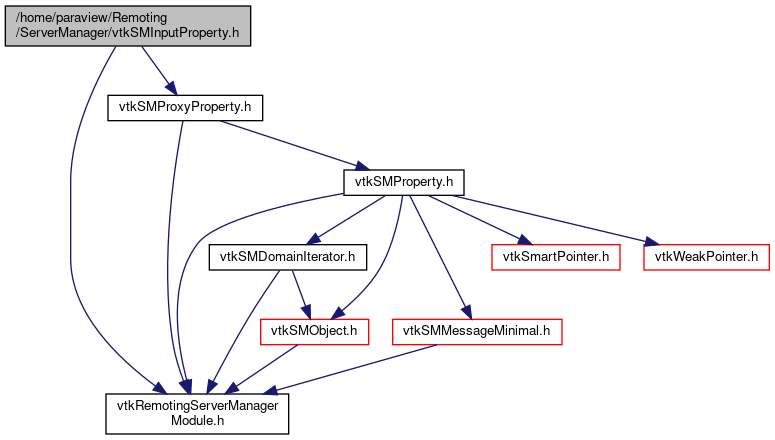 /home/paraview/Remoting
/ServerManager/vtkSMInputProperty.h
vtkSMProxyProperty.h
vtkSMProperty.h
vtkSMDomainIterator.h
vtkSmartPointer.h
vtkWeakPointer.h
vtkSMObject.h
vtkSMMessageMinimal.h
vtkRemotingServerManager
Module.h